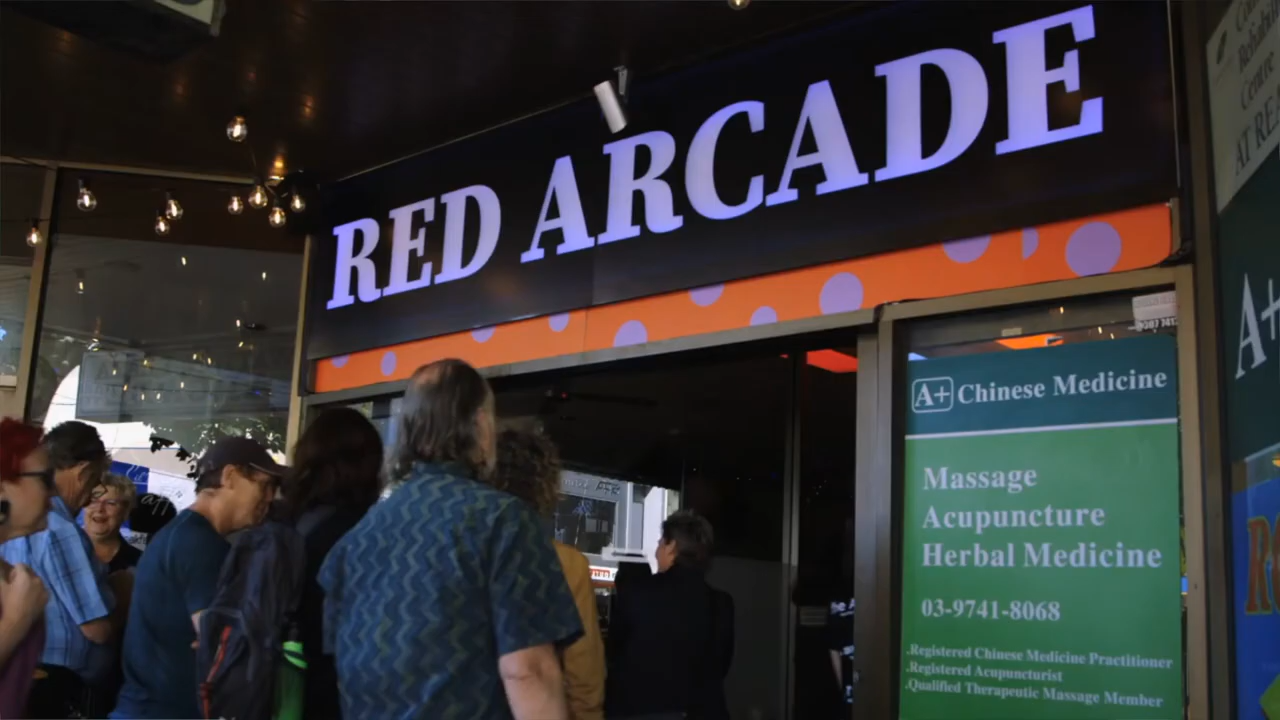 RED ARCADE
A+ Chinese Medicine
Massage
Acupuncture
Herbal Medicine
03-9741-8068
.Registered Chinese Medicine Practitioner
.Registered Acupuncturist
.Qualified Therapeutic Massage Member
Centre
A+